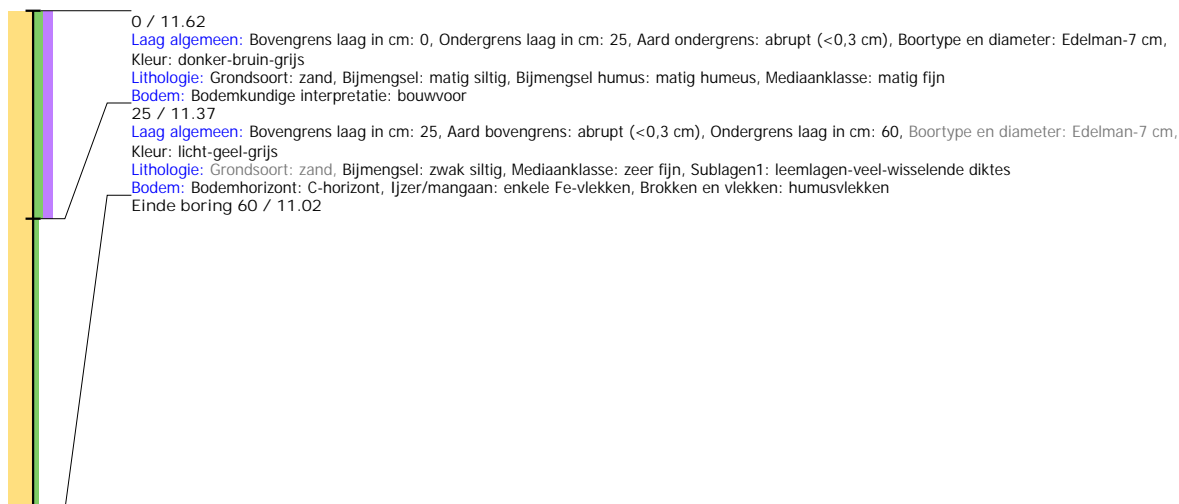 0 / 11.62
Laag algemeen: Bovengrens laag in cm: 0, Ondergrens laag in cm: 25, Aard ondergrens: abrupt (<0,3 cm), Boortype en diameter: Edelman-7 cm,
Kleur: donker-bruin-grijs
Lithologie: Grondsoort: zand, Bijmengsel: matig siltig, Bijmengsel humus: matig humeus, Mediaanklasse: matig fijn
Bodem: Bodemkundige interpretatie: bouwvoor
25 / 11.37
Laag algemeen: Bovengrens laag in cm: 25, Aard bovengrens: abrupt (<0,3 cm), Ondergrens laag in cm: 60, Boortype en diameter: Edelman-7 cm,
Kleur: licht-geel-grijs
Lithologie: Grondsoort: zand, Bijmengsel: zwak siltig, Mediaanklasse: zeer fijn, Sublagen1: leemlagen-veel-wisselende diktes
Bodem: Bodemhorizont: C-horizont, Ijzer/mangaan: enkele Fe-vlekken, Brokken en vlekken: humusvlekken
Einde boring 60 / 11.02